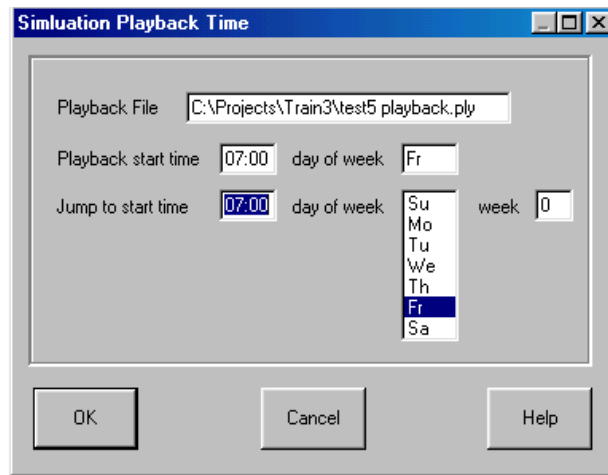 Simluation Playback Time
Playback File C:\Projects\Train3\test5 playback.ply
Playback start time 07:00 day of week Fr
Jump to start time 07:00 day of week Su week 0
Mo
Tu
We
Th
Fr
Sa
OK Cancel Help